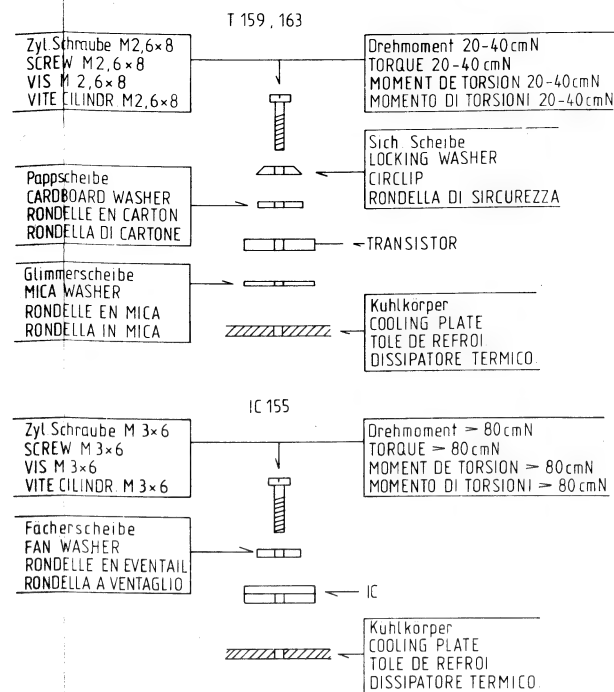 T 159, 163
Zyl. Schraube M2,6×8
SCREW M2,6×8
VIS M 2,6×8
VITE CILINDR M2,6×8
Drehmoment 20-40cmN
TORQUE 20-40cmN
MOMENT DE TORSION 20-40cmN
MOMENTO DI TORSIONI 20-40cmN
Sich. Scheibe
LOCKING WASHER
CIRCLIP
RONDELLA DI SIRCUREZZA
Pappscheibe
CARDBOARD WASHER
RONDELLE EN CARTON
RONDELLA DI CARTONE
TRANSISTOR
Glimmerscheibe
MICA WASHER
RONDELLE EN MICA
RONDELLA IN MICA
Kuhlkörper
COOLING PLATE
TOLE DE REFROI
DISSIPATORE TERMICO.
IC 155
Zyl. Schraube M 3×6
SCREW M 3×6
VIS M 3×6
VITE CILINDR. M 3×6
Drehmoment > 80cmN
TORQUE > 80cmN
MOMENT DE TORSION > 80cmN
MOMENTO DI TORSIONI > 80cmN
Fächerscheibe
FAN WASHER
RONDELLE EN EVENTAIL
RONDELLA A VENTAGLIO
IC
Kuhlkorper
COOLING PLATE
TOLE DE REFROI
DISSIPATORE TERMICO.